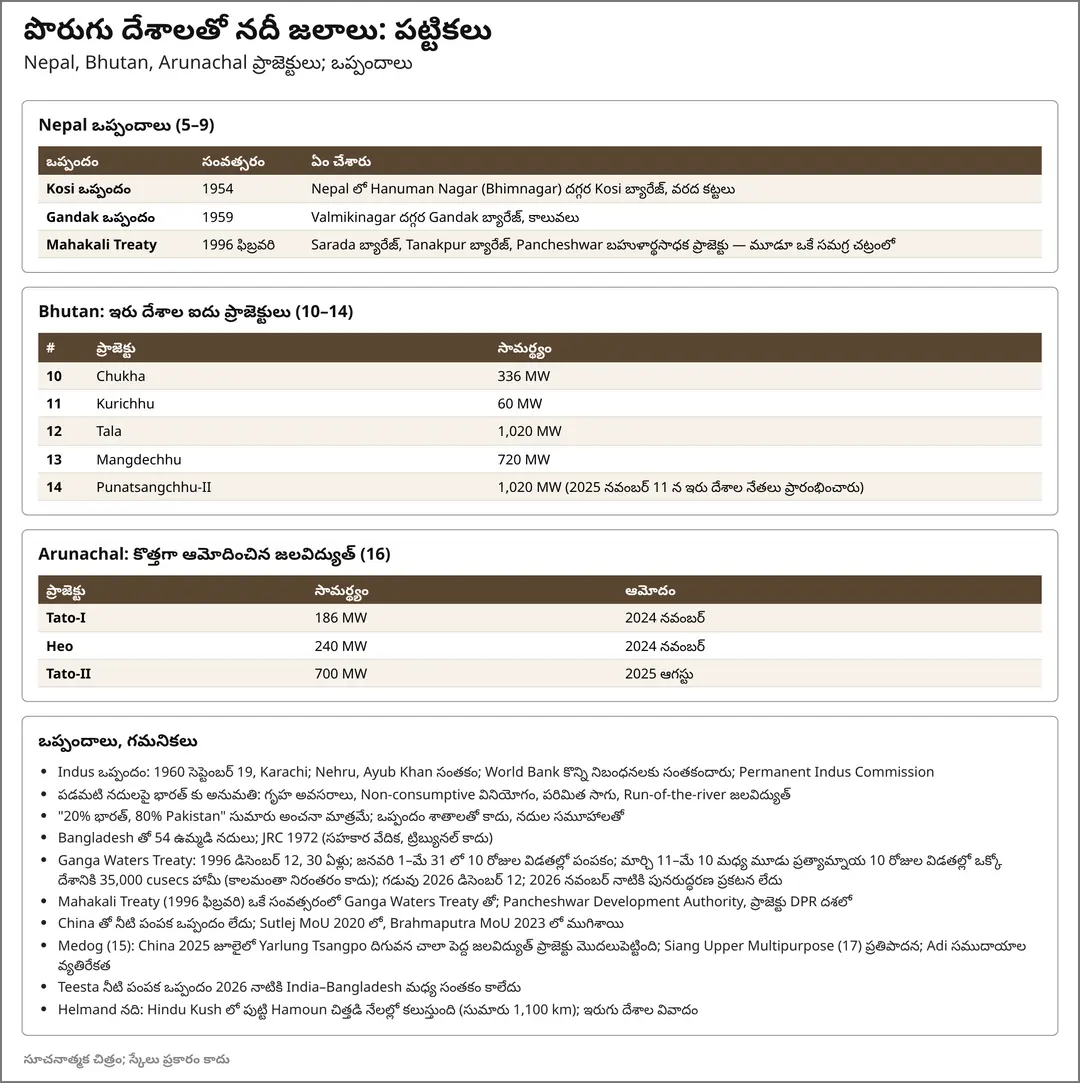 పొరుగు దేశాలతో నదీ జలాలు: పట్టికలు
Nepal, Bhutan, Arunachal ప్రాజెక్టులు; ఒప్పందాలు
Nepal ఒప్పందాలు (5–9)
ఒప్పందం సంవత్సరం ఏం చేశారు
Kosi ఒప్పందం 1954 Nepal లో Hanuman Nagar (Bhimnagar) దగ్గర Kosi బ్యారేజ్, వరద కట్టలు
Gandak ఒప్పందం 1959 Valmikinagar దగ్గర Gandak బ్యారేజ్, కాలువలు
Mahakali Treaty 1996 ఫిబ్రవరి Sarada బ్యారేజ్, Tanakpur బ్యారేజ్, Pancheshwar బహుళార్థసాధక ప్రాజెక్టు — మూడూ ఒకే సమగ్ర చట్రంలో
Bhutan: ఇరు దేశాల ఐదు ప్రాజెక్టులు (10–14)
# ప్రాజెక్టు సామర్థ్యం
10 Chukha 336 MW
11 Kurichhu 60 MW
12 Tala 1,020 MW
13 Mangdechhu 720 MW
14 Punatsangchhu-II 1,020 MW (2025 నవంబర్ 11 న ఇరు దేశాల నేతలు ప్రారంభించారు)
Arunachal: కొత్తగా ఆమోదించిన జలవిద్యుత్ (16)
ప్రాజెక్టు సామర్థ్యం ఆమోదం
Tato-I 186 MW 2024 నవంబర్
Heo 240 MW 2024 నవంబర్
Tato-II 700 MW 2025 ఆగస్టు
ఒప్పందాలు, గమనికలు
• Indus ఒప్పందం: 1960 సెప్టెంబర్ 19, Karachi; Nehru, Ayub Khan సంతకం; World Bank కొన్ని నిబంధనలకు సంతకందారు; Permanent Indus Commission
• పడమటి నదులపై భారత్ కు అనుమతి: గృహ అవసరాలు, Non-consumptive వినియోగం, పరిమిత సాగు, Run-of-the-river జలవిద్యుత్
• "20% భారత్, 80% Pakistan" సుమారు అంచనా మాత్రమే; ఒప్పందం శాతాలతో కాదు, నదుల సమూహాలతో
• Bangladesh తో 54 ఉమ్మడి నదులు; JRC 1972 (సహకార వేదిక, ట్రిబ్యునల్ కాదు)
• Ganga Waters Treaty: 1996 డిసెంబర్ 12, 30 ఏళ్లు; జనవరి 1–మే 31 లో 10 రోజుల విడతల్లో పంపకం; మార్చి 11–మే 10 మధ్య మూడు ప్రత్యామ్నాయ 10 రోజుల విడతల్లో ఒక్కో
దేశానికి 35,000 cusecs హామీ (కాలమంతా నిరంతరం కాదు); గడువు 2026 డిసెంబర్ 12; 2026 నవంబర్ నాటికి పునరుద్ధరణ ప్రకటన లేదు
• Mahakali Treaty (1996 ఫిబ్రవరి) ఒకే సంవత్సరంలో Ganga Waters Treaty తో; Pancheshwar Development Authority, ప్రాజెక్టు DPR దశలో
• China తో నీటి పంపక ఒప్పందం లేదు; Sutlej MoU 2020 లో, Brahmaputra MoU 2023 లో ముగిశాయి
• Medog (15): China 2025 జూలైలో Yarlung Tsangpo దిగువన చాలా పెద్ద జలవిద్యుత్ ప్రాజెక్టు మొదలుపెట్టింది; Siang Upper Multipurpose (17) ప్రతిపాదన; Adi సముదాయాల
వ్యతిరేకత
• Teesta నీటి పంపక ఒప్పందం 2026 నాటికి India–Bangladesh మధ్య సంతకం కాలేదు
• Helmand నది: Hindu Kush లో పుట్టి Hamoun చిత్తడి నేలల్లో కలుస్తుంది (సుమారు 1,100 km); ఇరుగు దేశాల వివాదం
సూచనాత్మక చిత్రం; స్కేలు ప్రకారం కాదు